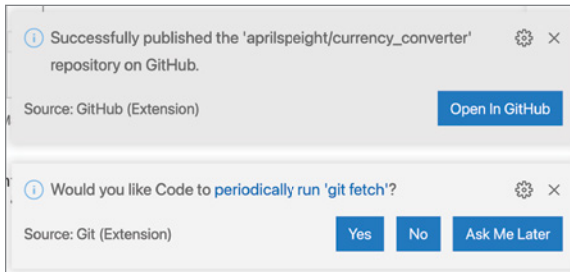 Successfully published the 'aprilspeight/currency_converter'
repository on GitHub.
Source: GitHub (Extension)
Open In GitHub
Would you like Code to periodically run 'git fetch'?
Source: Git (Extension)
Yes No Ask Me Later